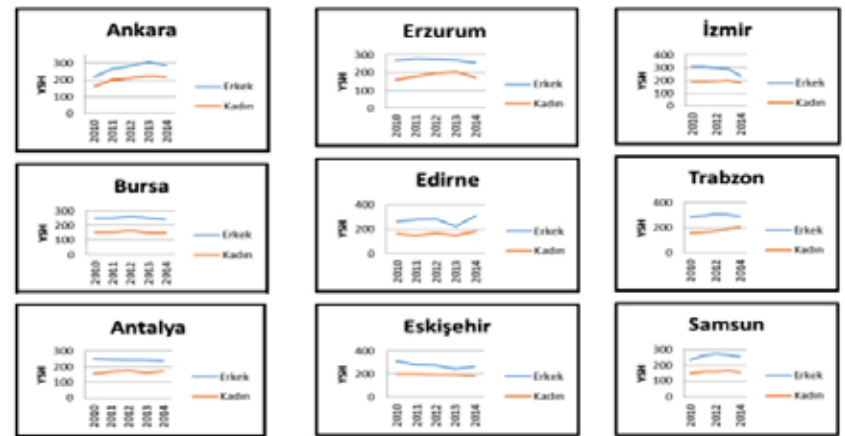 Ankara
YSH
300
200
100
0
2010
2011
2012
2013
2014
Erkek
Kadın
Erzurum
YSH
300
200
100
0
2010
2011
2012
2013
2014
Erkek
Kadın
İzmir
YSH
400
300
200
100
0
2010
2012
2014
Erkek
Kadın
Bursa
YSH
300
200
100
0
2010
2011
2012
2013
2014
Erkek
Kadın
Edirne
YSH
400
200
0
2010
2011
2012
2013
2014
Erkek
Kadın
Trabzon
YSH
400
200
0
2010
2012
2014
Erkek
Kadın
Antalya
YSH
300
200
100
0
2010
2011
2012
2013
2014
Erkek
Kadın
Eskişehir
YSH
400
200
0
2010
2011
2012
2013
2014
Erkek
Kadın
Samsun
YSH
300
200
100
0
2010
2012
2014
Erkek
Kadın